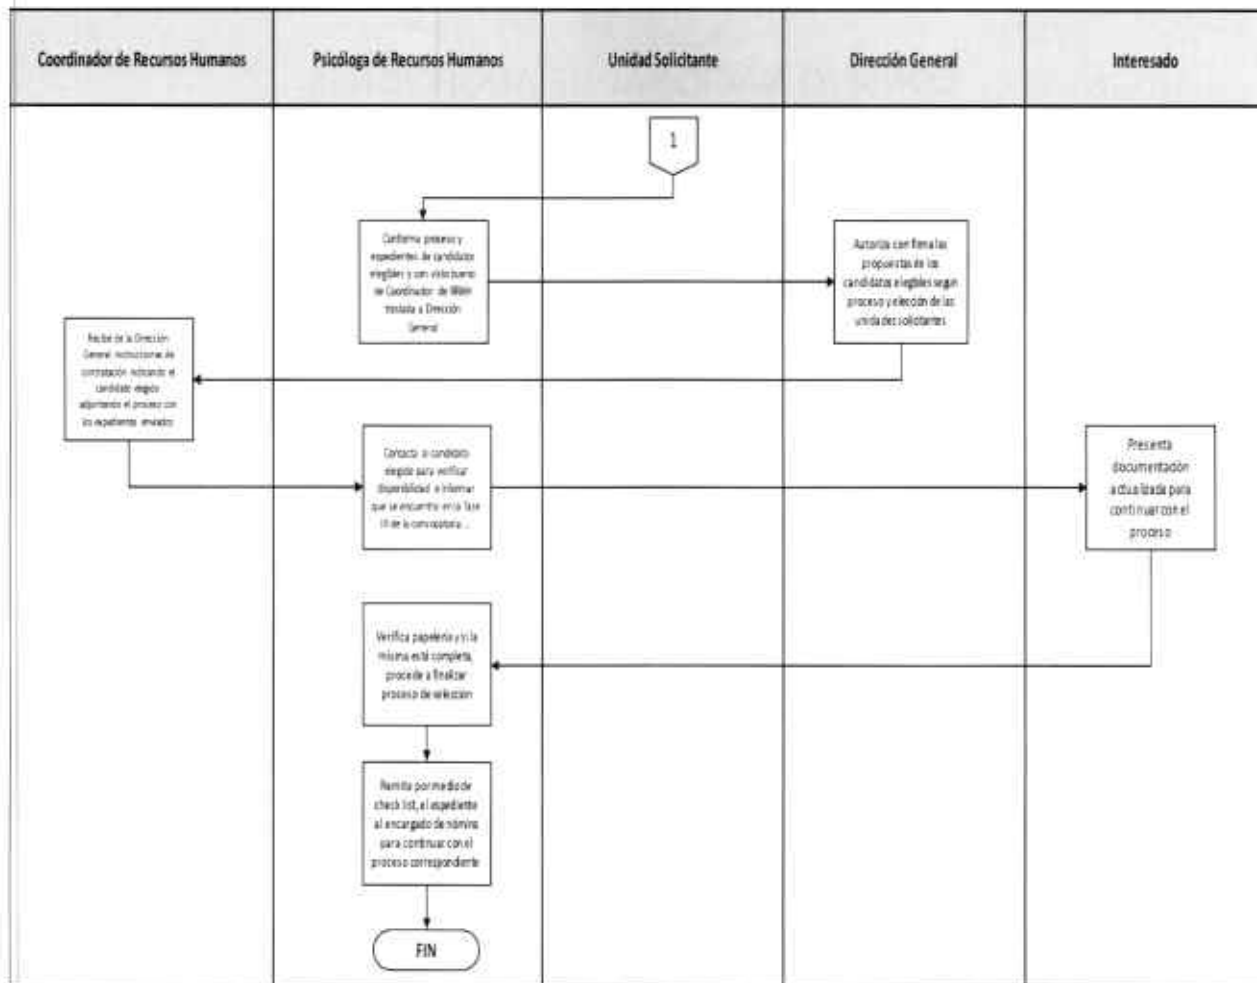 Coordinador de Recursos Humanos
Psicóloga de Recursos Humanos
Unidad Solicitante
Dirección General
Interesado
1
Conforma proceso y
expedientes de candidatos
elegibles y con visto bueno
de Coordinador de RRHH
traslada a Dirección
General
Autoriza con firma las
propuestas de los
candidatos elegibles según
proceso y elección de las
unidades solicitantes
Recibe de la Dirección
General instrucciones de
contratación indicando el
candidato elegido
adjuntando el proceso con
los expedientes enviados
Contacta a candidato
elegido para verificar
disponibilidad e informar
que se encuentra en la fase
III de la convocatoria...
Presenta
documentación
actualizada para
continuar con el
proceso
Verifica papelería y si la
misma está completa,
procede a finalizar
proceso de selección
Remite por medio de
check list, el expediente
al encargado de nómina
para continuar con el
proceso correspondiente
FIN